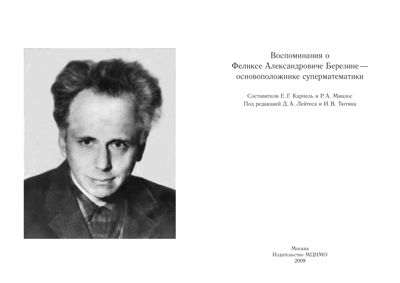 Воспоминания о
Феликсе Александровиче Березине —
основоположнике суперматематики
Составители Е. Г. Карпель и Р. А. Минлос
Под редакцией Д. А. Лейтеса и И. В. Тютина
Москва
Издательство МЦНМО
2009